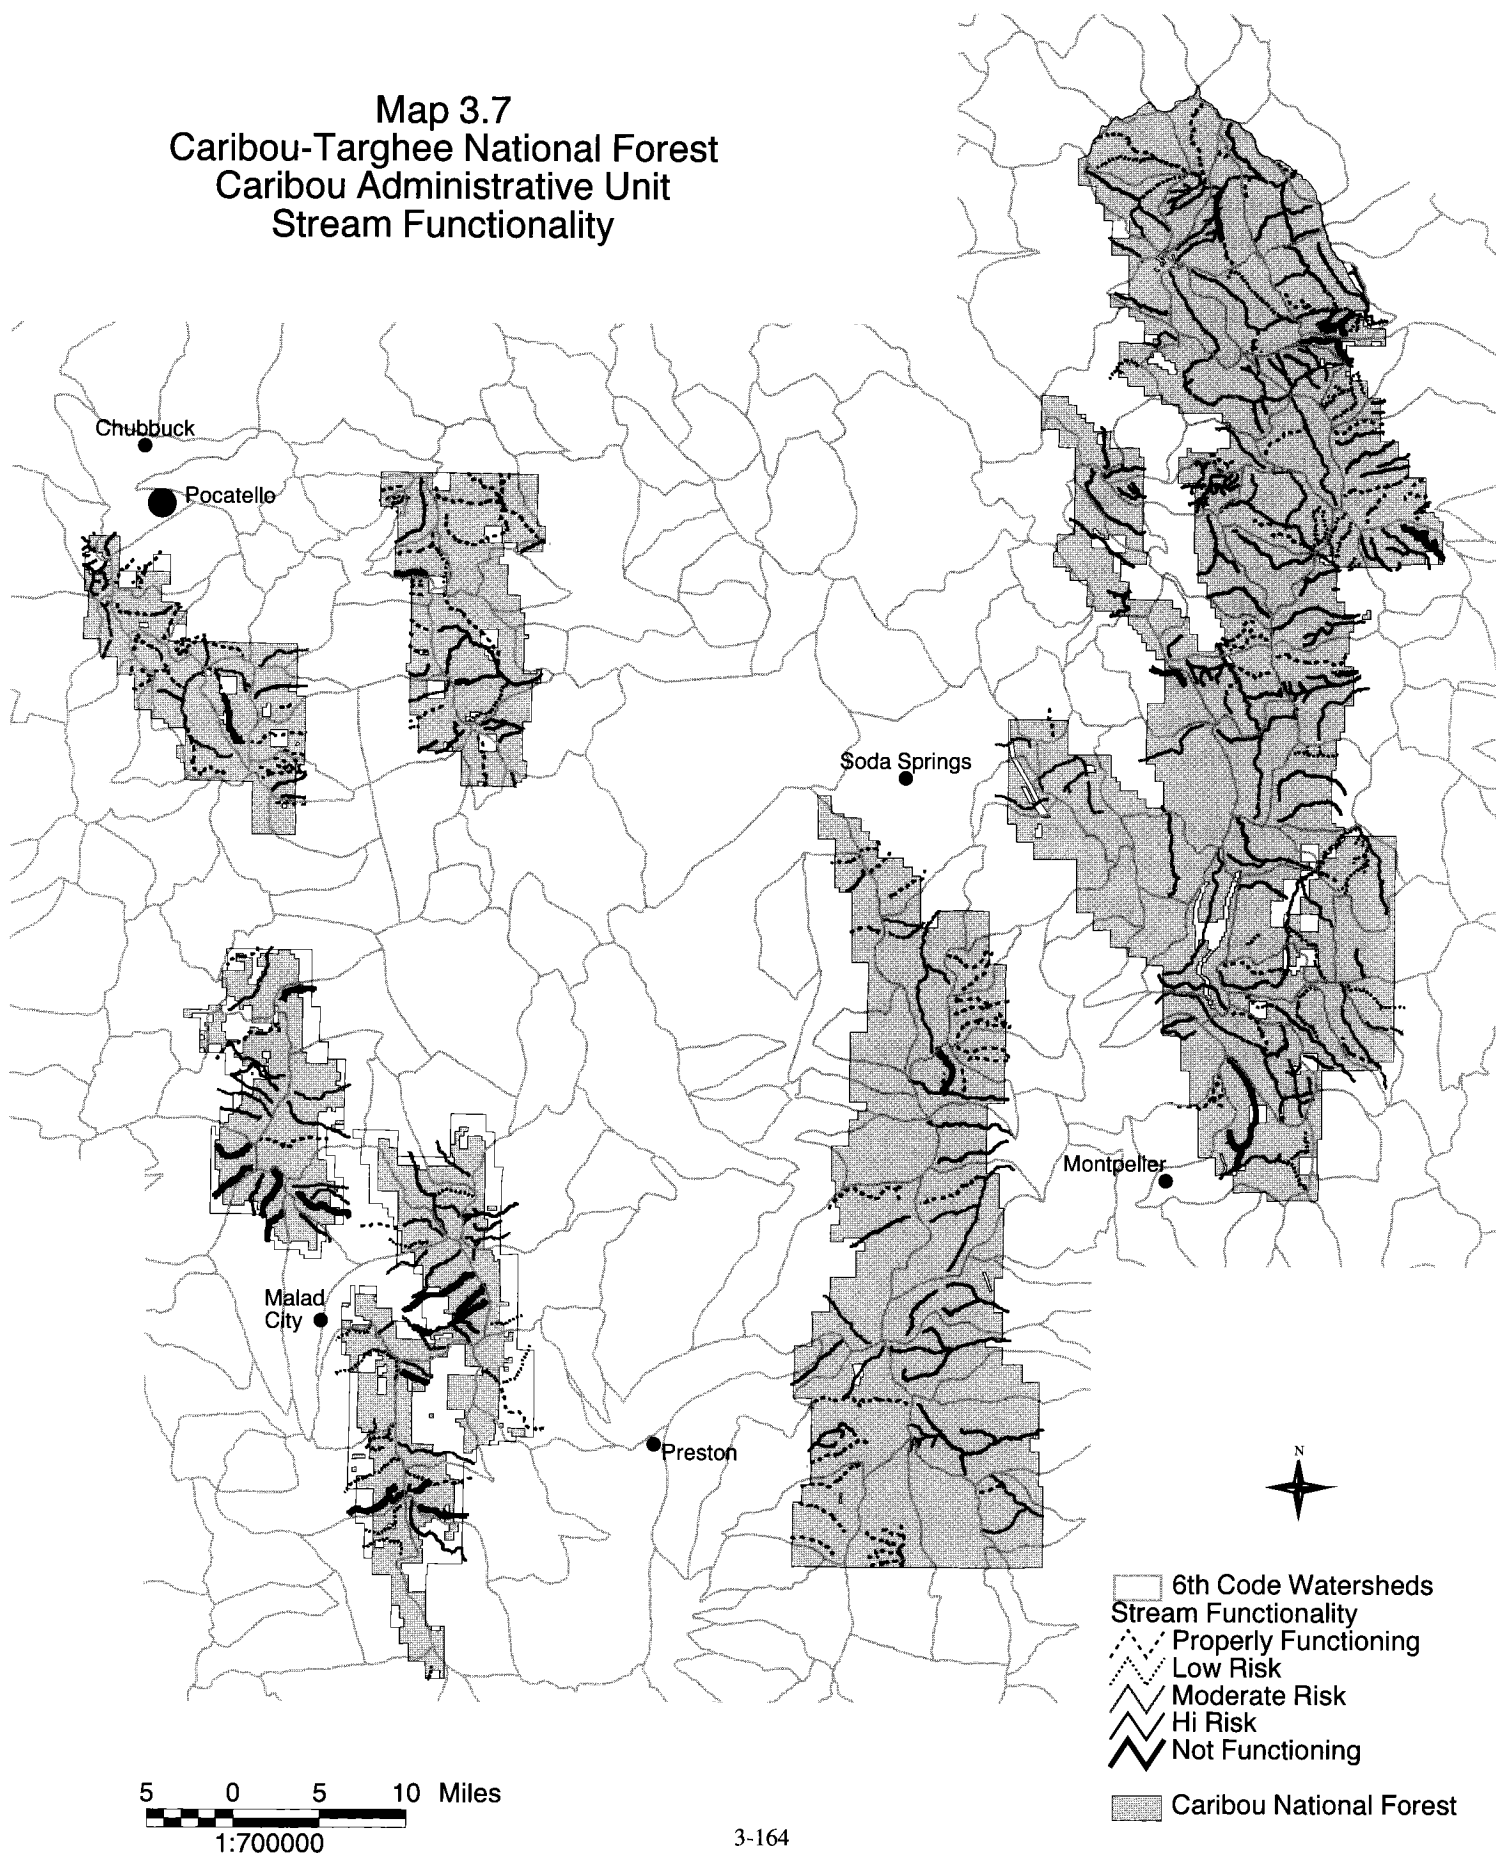 Map 3.7
Caribou-Targhee National Forest
Caribou Administrative Unit
Stream Functionality
Chubbuck
Pocatello
Soda Springs
Montpelier
Malad
City
Preston
N
6th Code Watersheds
Stream Functionality
Properly Functioning
Low Risk
Moderate Risk
Hi Risk
Not Functioning
Caribou National Forest
5 0 5 10 Miles
1:700000
3-164